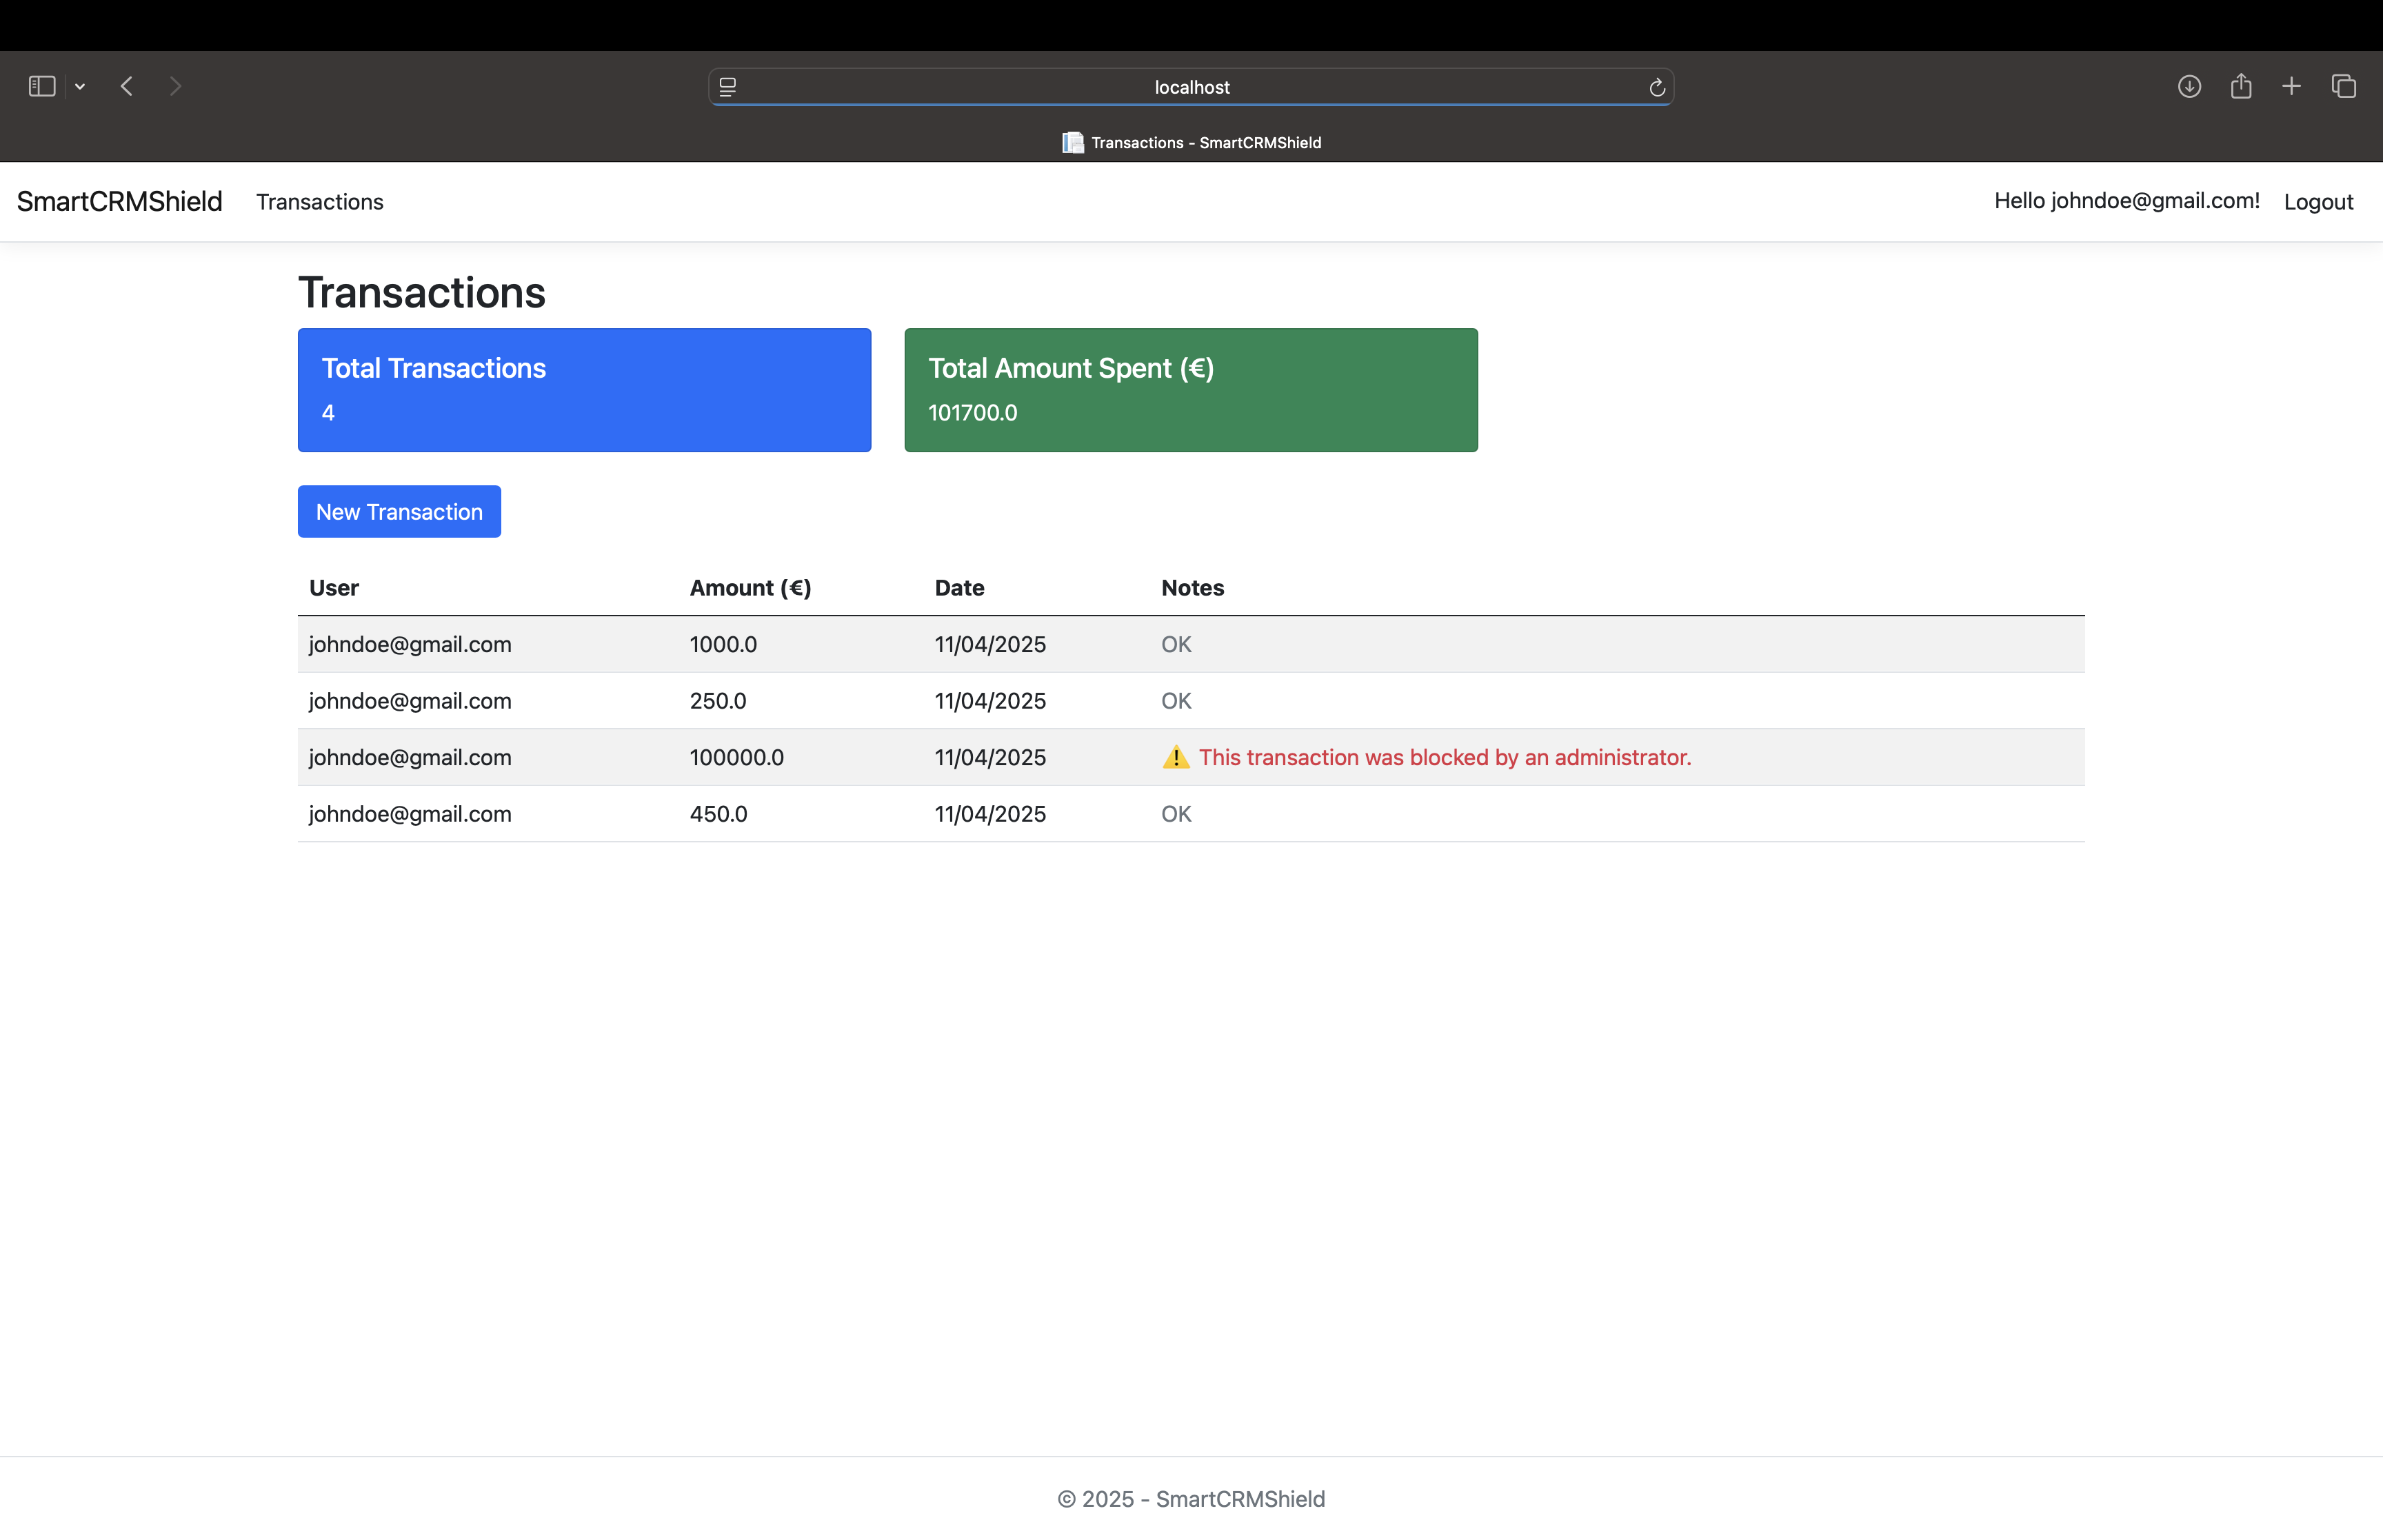 localhost
Transactions - SmartCRMShield
SmartCRMShield Transactions Hello johndoe@gmail.com! Logout
Transactions
Total Transactions
4
Total Amount Spent (€)
101700.0
New Transaction
User Amount (€) Date Notes
johndoe@gmail.com 1000.0 11/04/2025 OK
johndoe@gmail.com 250.0 11/04/2025 OK
johndoe@gmail.com 100000.0 11/04/2025 ⚠️ This transaction was blocked by an administrator.
johndoe@gmail.com 450.0 11/04/2025 OK
© 2025 - SmartCRMShield